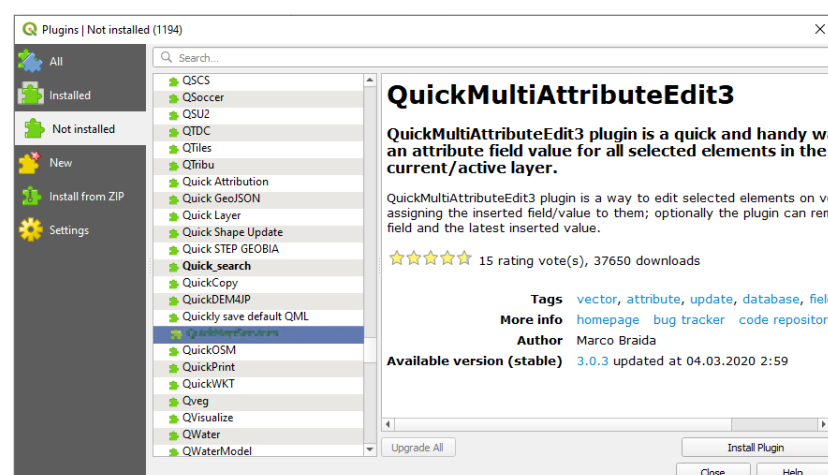 Plugins | Not installed (1194)
All
Installed
Not installed
New
Install from ZIP
Settings
Search...
QSCS
QSoccer
QSU2
QTDC
QTiles
QTribu
Quick Attribution
Quick GeoJSON
Quick Layer
Quick Shape Update
Quick STEP GEOBIA
Quick_search
QuickCopy
QuickDEM4JP
Quickly save default QML
QuickMapServices
QuickOSM
QuickPrint
QuickWKT
Qveg
QVisualize
QWater
QWaterModel
QuickMultiAttributeEdit3
QuickMultiAttributeEdit3 plugin is a quick and handy
an attribute field value for all selected elements in the
current/active layer.
QuickMultiAttributeEdit3 plugin is a way to edit selected elements on
assigning the inserted field/value to them; optionally the plugin can
field and the latest inserted value.
15 rating vote(s), 37650 downloads
Tags vector, attribute, update, database,
More info homepage bug tracker code
Author Marco Braida
Available version (stable) 3.0.3 updated at 04.03.2020 2:59
Upgrade All
Install Plugin
Close
Help